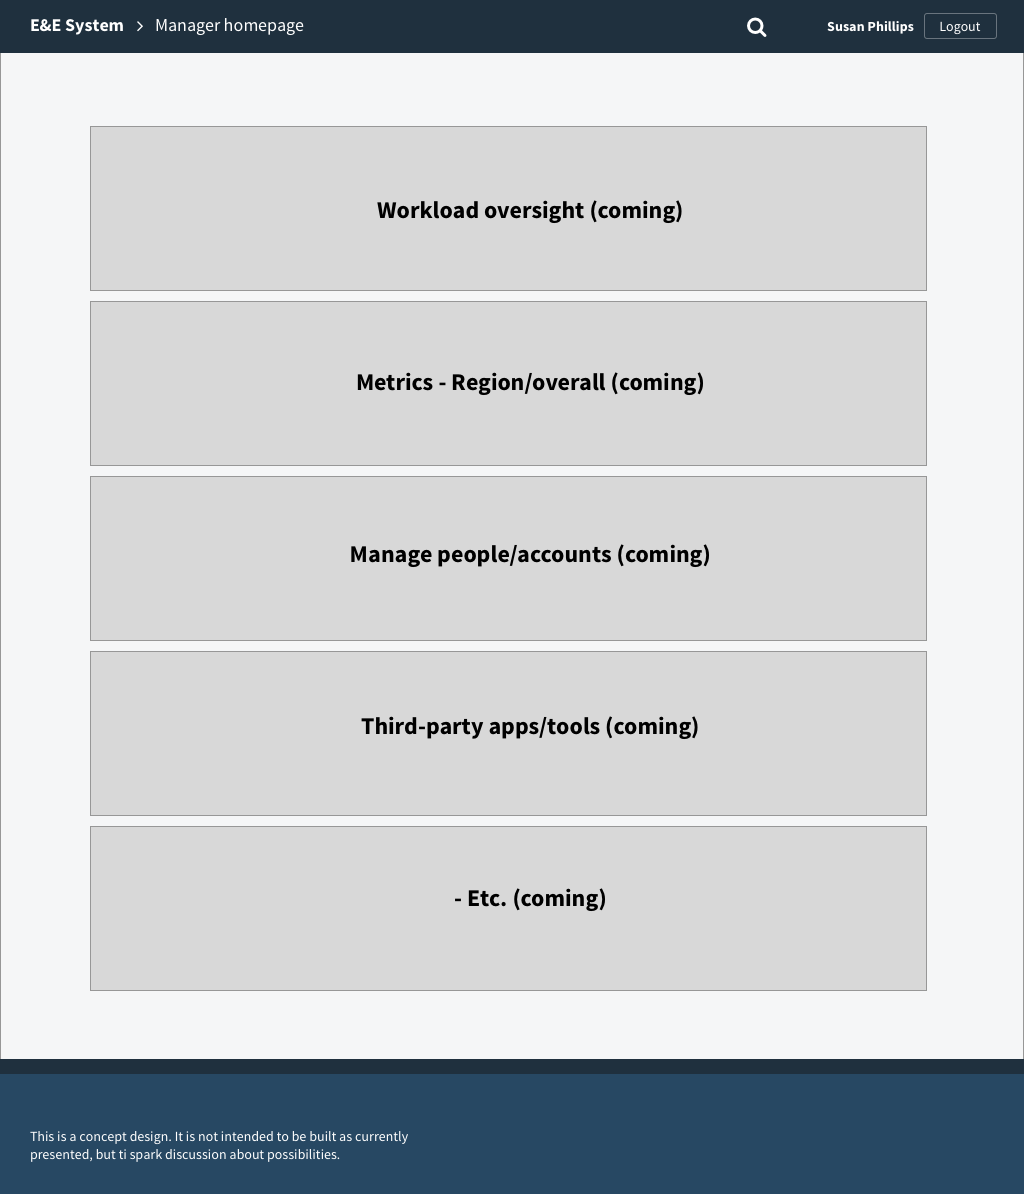 E&E System > Manager homepage Susan Phillips Logout
Workload oversight (coming)
Metrics - Region/overall (coming)
Manage people/accounts (coming)
Third-party apps/tools (coming)
- Etc. (coming)
This is a concept design. It is not intended to be built as currently
presented, but ti spark discussion about possibilities.